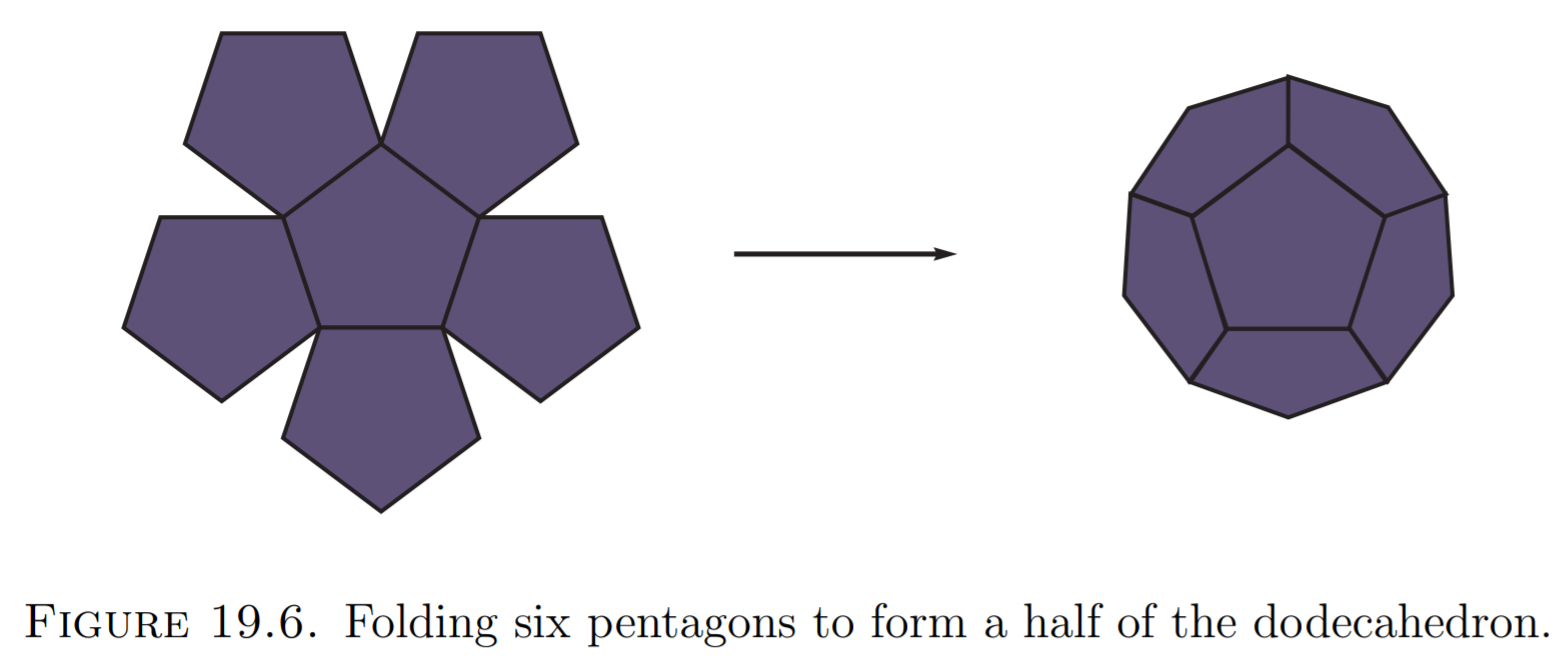 FIGURE 19.6. Folding six pentagons to form a half of the dodecahedron.